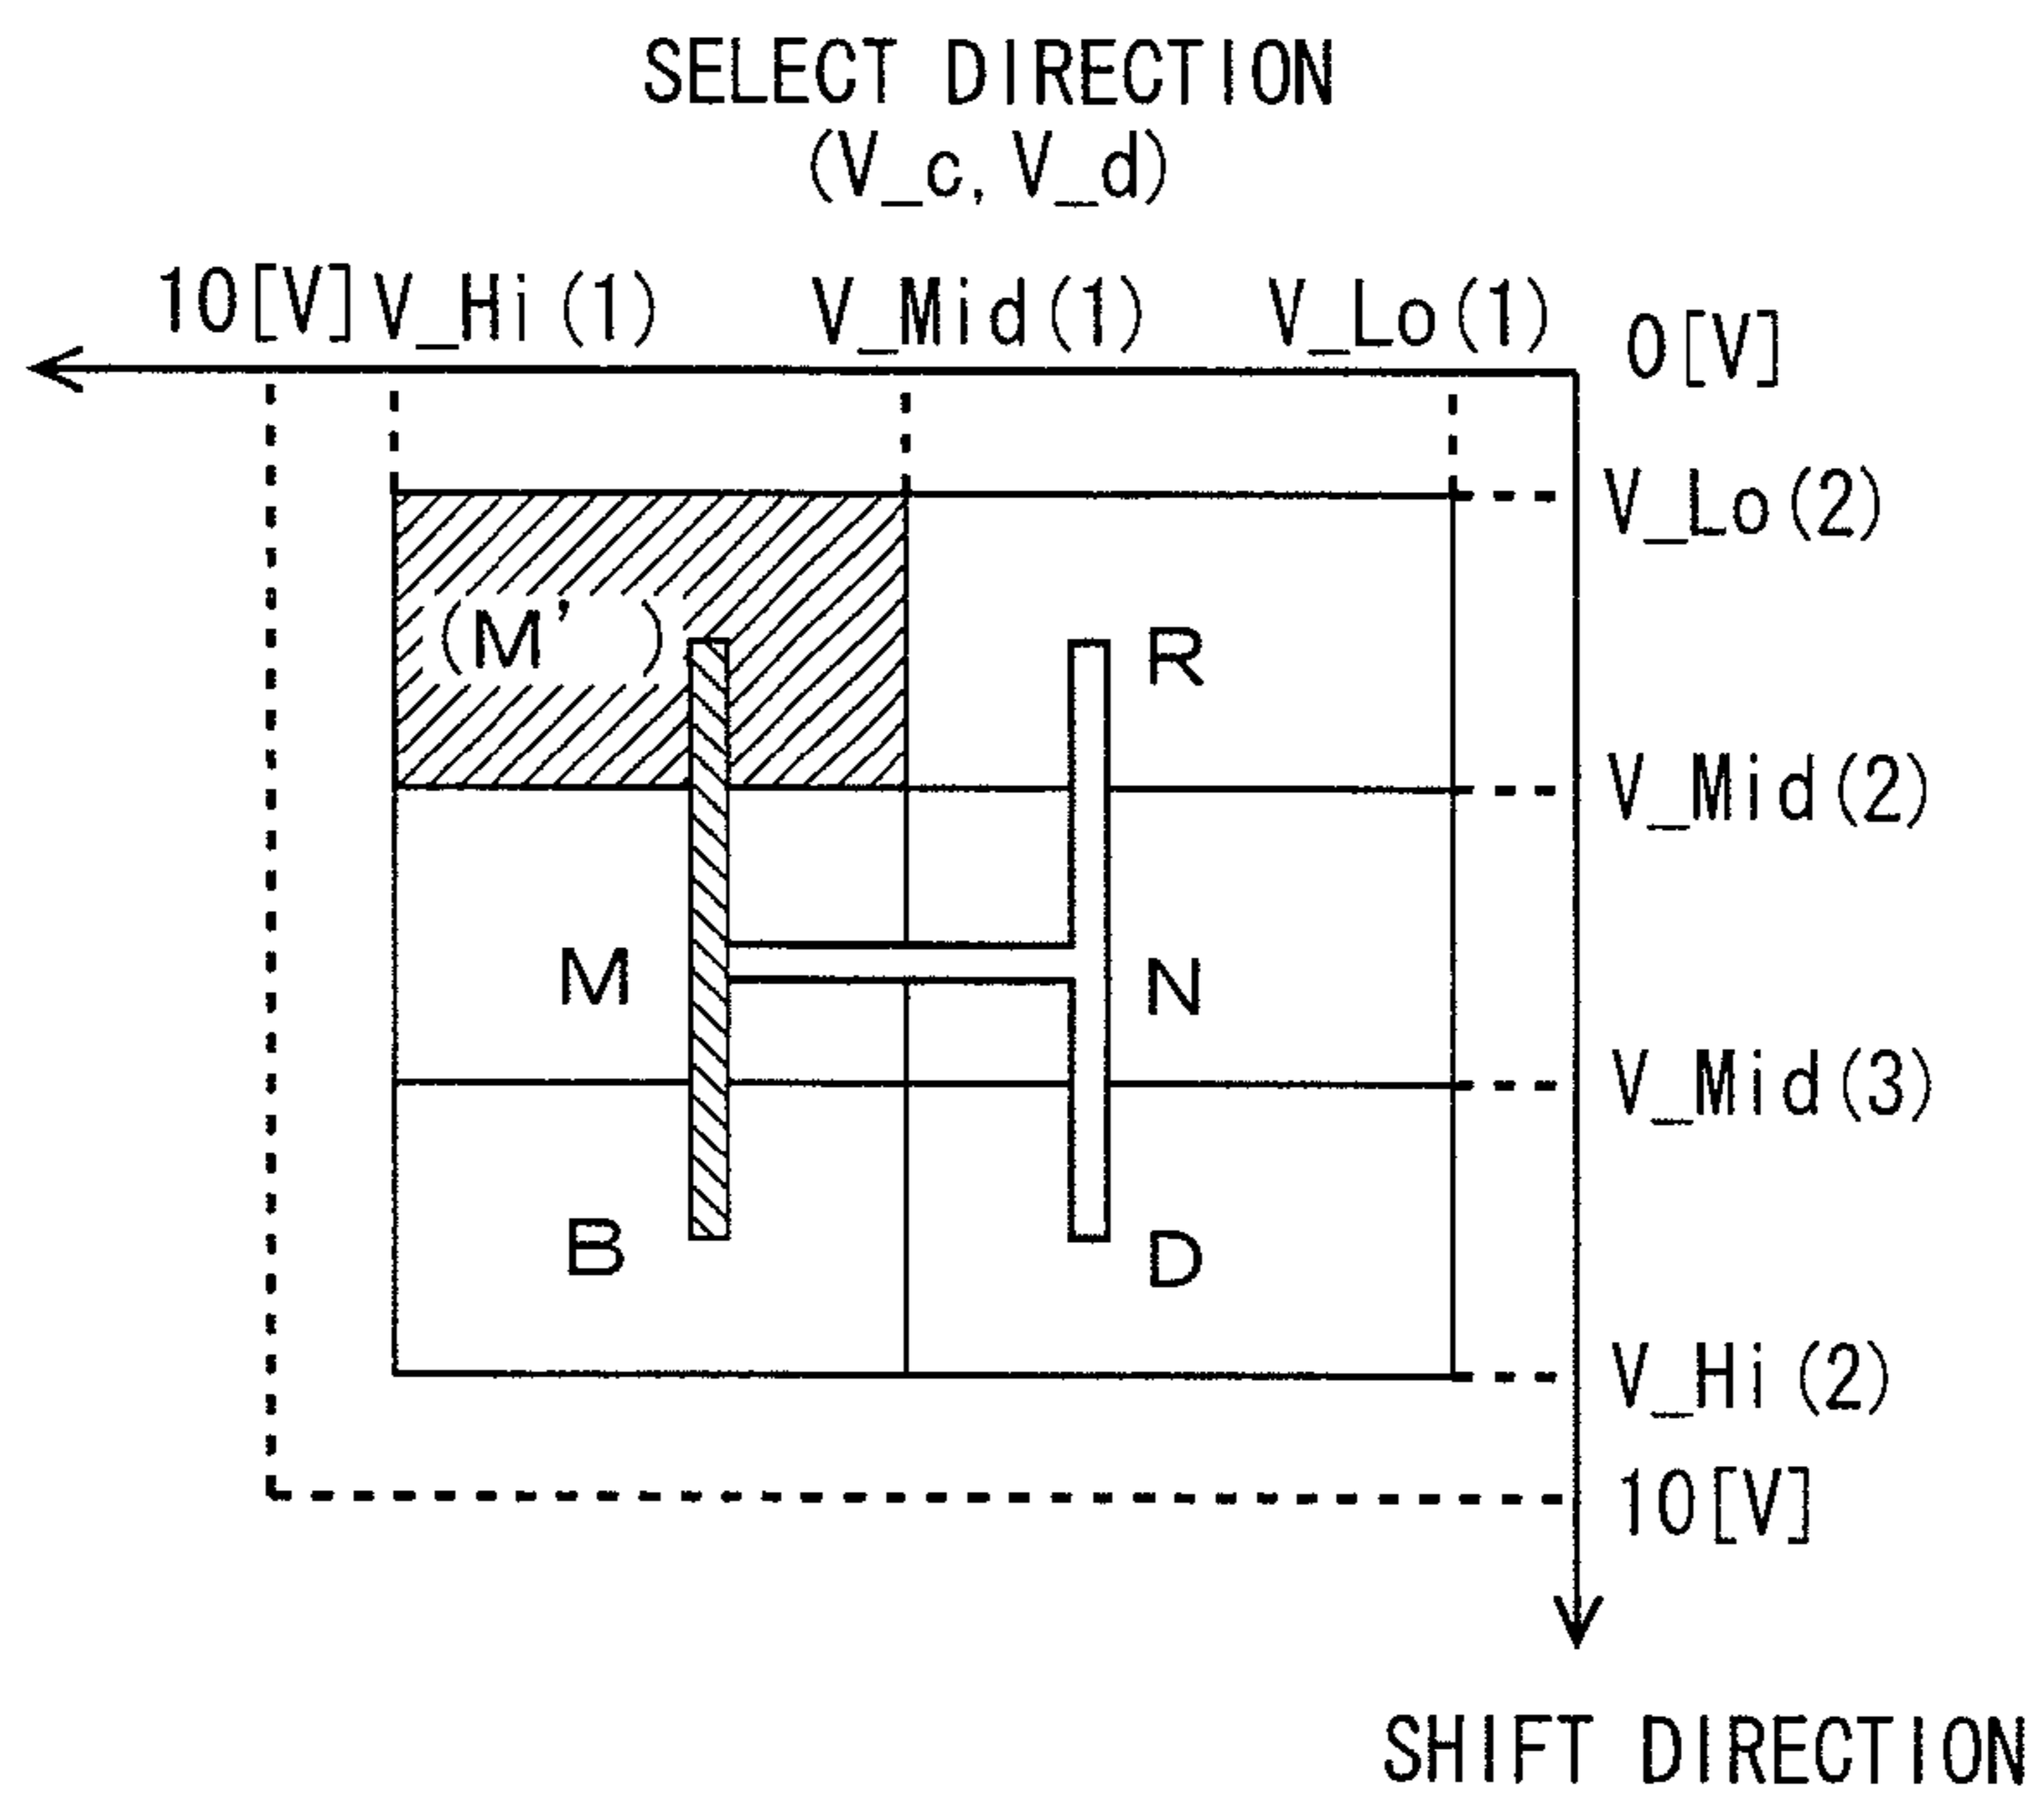 SELECT DIRECTION
(V_c, V_d)
10[V] V_Hi(1) V_Mid(1) V_Lo(1) 0[V]
V_Lo(2)
(M' ) R
V_Mid(2)
M N
V_Mid(3)
B D
V_Hi(2)
10[V]
SHIFT DIRECTION